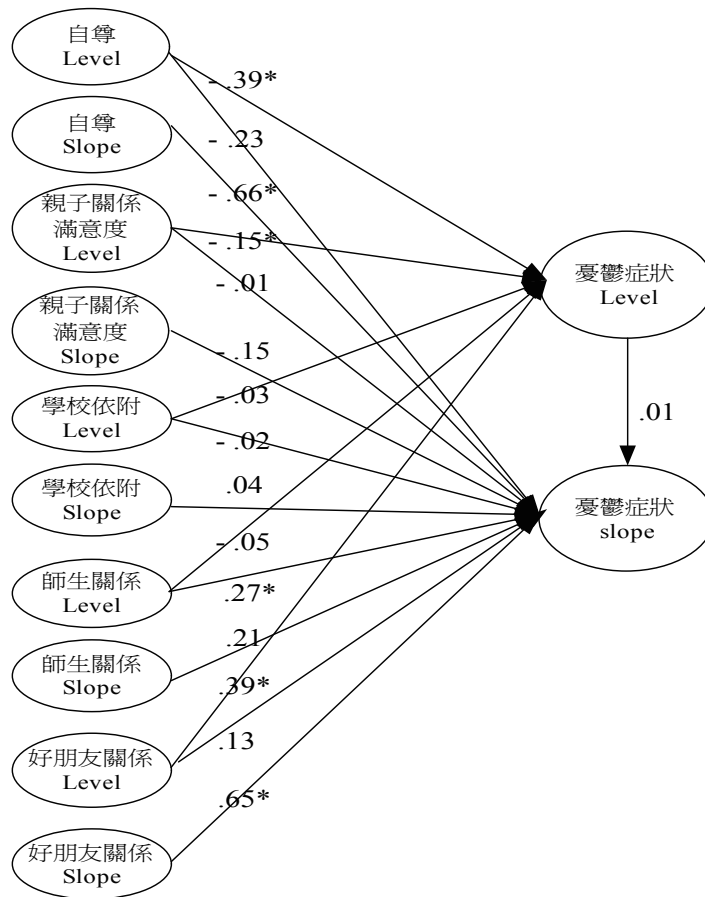 自尊
Level
自尊
Slope
親子關係
滿意度
Level
親子關係
滿意度
Slope
學校依附
Level
學校依附
Slope
師生關係
Level
師生關係
Slope
好朋友關係
Level
好朋友關係
Slope
- .39*
- .23
- .66*
- .15*
- .01
- .15
- .03
- .02
.04
- .05
.27*
.21
.39*
.13
.65*
憂鬱症狀
Level
.01
憂鬱症狀
slope